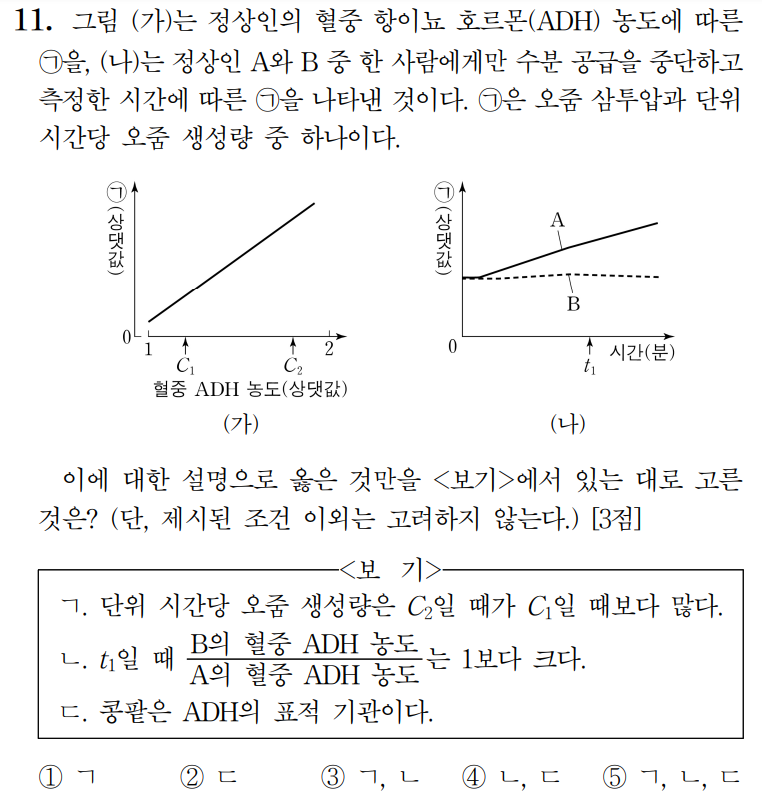 11. 그림 (가)는 정상인의 혈중 항이뇨 호르몬(ADH) 농도에 따른
㉠을, (나)는 정상인 A와 B 중 한 사람에게만 수분 공급을 중단하고
측정한 시간에 따른 ㉠을 나타낸 것이다. ㉠은 오줌 삼투압과 단위
시간당 오줌 생성량 중 하나이다.
㉠(상댓값)
0
1
C₁
C₂
2
혈중 ADH 농도(상댓값)
(가)
㉠(상댓값)
A
B
0
t₁
시간(분)
(나)
이에 대한 설명으로 옳은 것만을 <보기>에서 있는 대로 고른
것은? (단, 제시된 조건 이외는 고려하지 않는다.) [3점]
<보 기>
ㄱ. 단위 시간당 오줌 생성량은 C₂일 때가 C₁일 때보다 많다.
ㄴ. t₁일 때 B의 혈중 ADH 농도/A의 혈중 ADH 농도는 1보다 크다.
ㄷ. 콩팥은 ADH의 표적 기관이다.
① ㄱ ② ㄷ ③ ㄱ, ㄴ ④ ㄴ, ㄷ ⑤ ㄱ, ㄴ, ㄷ